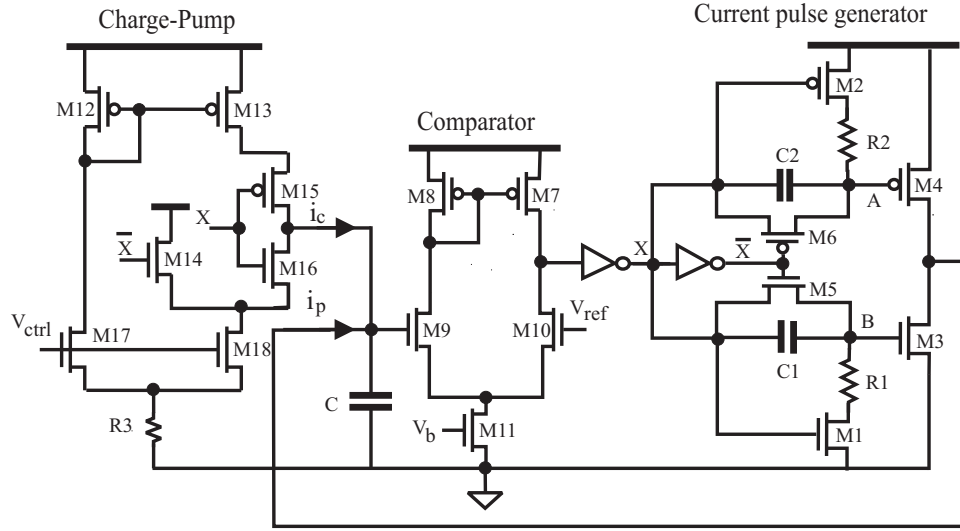 Charge-Pump
Current pulse generator
Comparator
M12
M13
M2
R2
C2
M8
M7
M15
A
M4
X
i_c
X̅
M14
M16
M6
X
X̅
M5
i_p
V_ctrl
M17
M18
M9
M10
V_ref
B
M3
C1
R1
R3
C
V_b
M11
M1